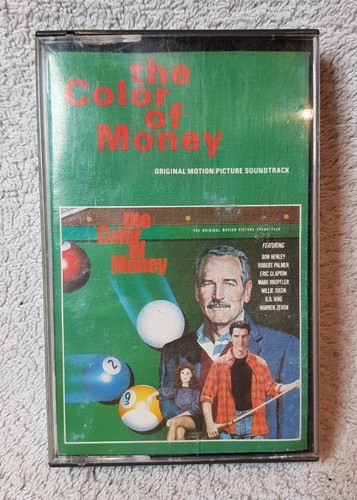 the
Color
of
Money
ORIGINAL MOTION PICTURE SOUNDTRACK
the
Color
of
Money
THE ORIGINAL MOTION PICTURE SOUNDTRACK
FEATURING
DON HENLEY
ROBERT PALMER
ERIC CLAPTON
MARK KNOPFLER
WILLIE DIXON
B.B. KING
WARREN ZEVON
2
9